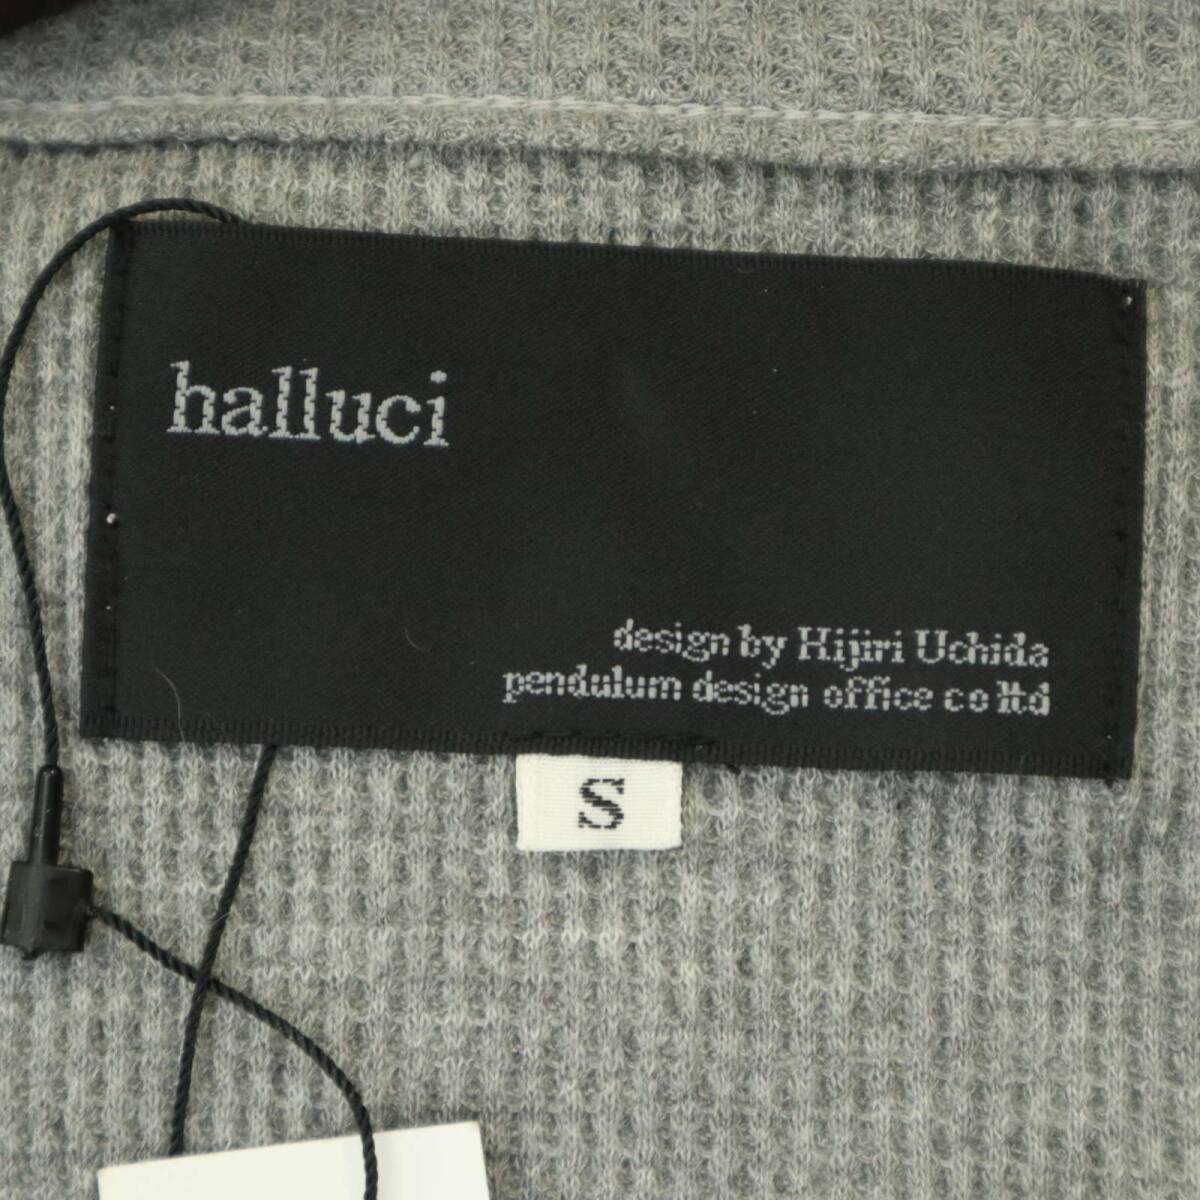 halluci
design by Hijiri Uchida
pendulum design office co ltd
S